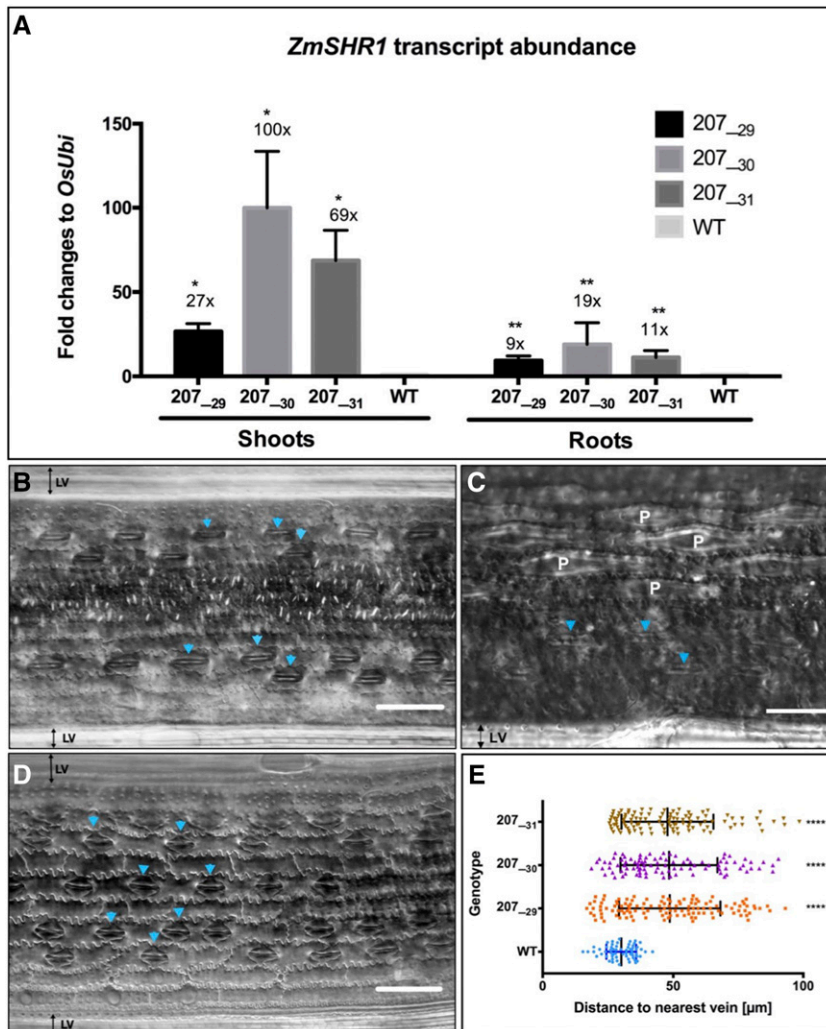 A
ZmSHR1 transcript abundance
Fold changes to OsUbi
150
100
50
0
*
27x
*
100x
*
69x
**
9x
**
19x
**
11x
207_29
207_30
207_31
WT
207_29 207_30 207_31 WT 207_29 207_30 207_31 WT
Shoots Roots
B
LV
LV
C
P
P
P
P
LV
D
LV
LV
E
Genotype
207_31 ****
207_30 ****
207_29 ****
WT
0 50 100
Distance to nearest vein [µm]